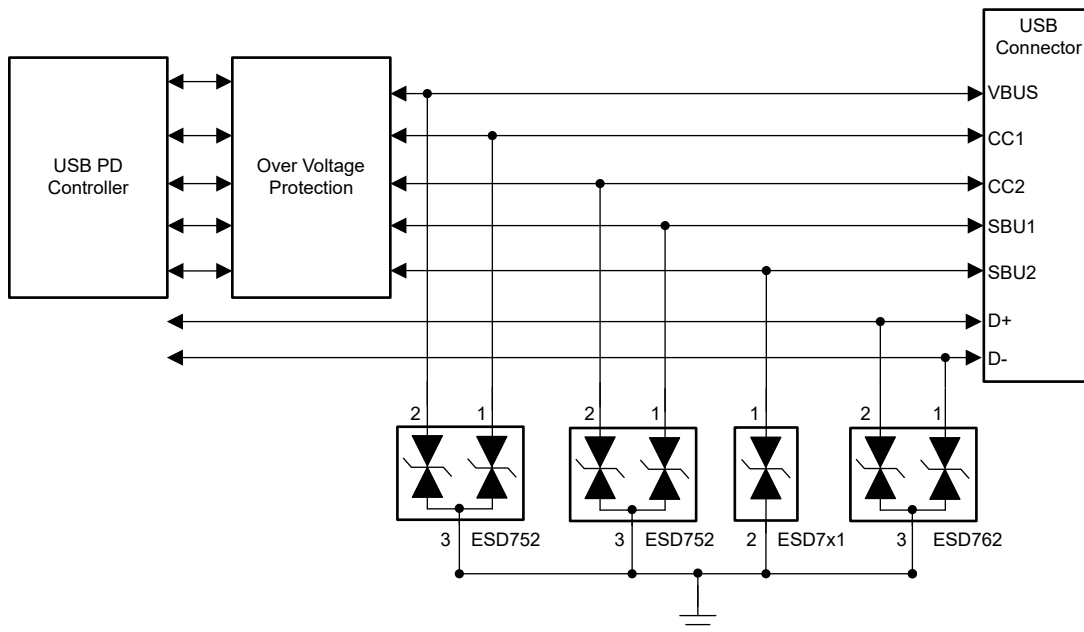 USB
Connector
USB PD
Controller
Over Voltage
Protection
VBUS
CC1
CC2
SBU1
SBU2
D+
D-
2
1
2
1
1
2
1
3
ESD752
3
ESD752
2
ESD7x1
3
ESD762